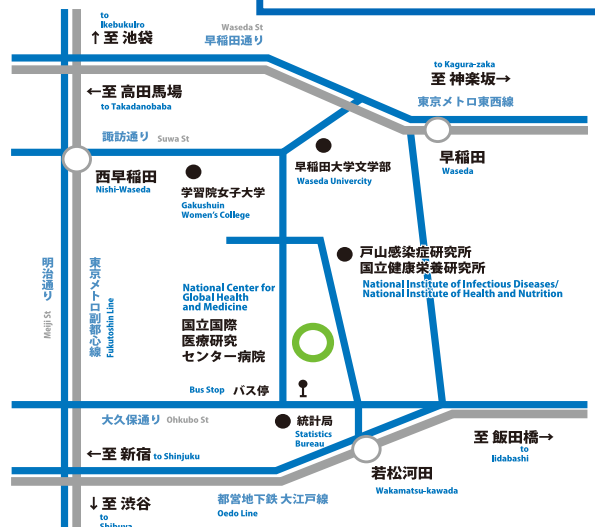 to
Ikebukuro
↑至 池袋
Waseda St
早稲田通り
←至 高田馬場
to Takadanobaba
to Kagura-zaka
至 神楽坂→
東京メトロ東西線
諏訪通り Suwa St
早稲田
Waseda
西早稲田
Nishi-Waseda
学習院女子大学
Gakushuin
Women's College
早稲田大学文学部
Waseda Univercity
戸山感染症研究所
国立健康栄養研究所
National Institute of Infectious Diseases/
National Institute of Health and Nutrition
明治通り
Meiji St
東京メトロ副都心線
Fukutoshin Line
National Center for
Global Health
and Medicine
国立国際
医療研究
センター病院
Bus Stop バス停
大久保通り Ohkubo St
統計局
Statistics
Bureau
至 飯田橋→
to
Iidabashi
←至 新宿 to Shinjuku
若松河田
Wakamatsu-kawada
都営地下鉄 大江戸線
Oedo Line
↓至 渋谷
to
Shibuya